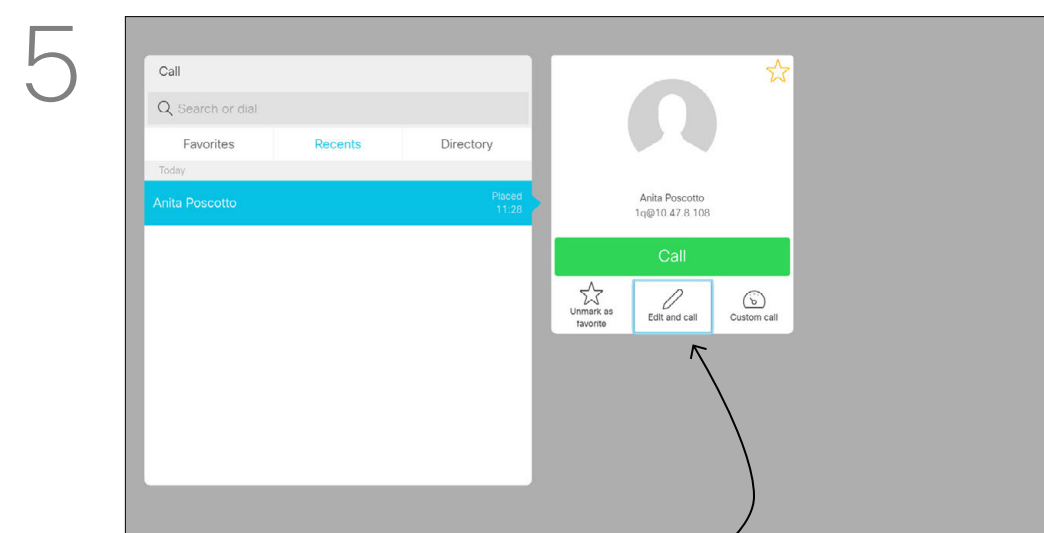 5
Call
Search or dial
Favorites Recents Directory
Today
Anita Poscotto
Placed
11:28
Anita Poscotto
1q@10.47.8.108
Call
Unmark as
favorite
Edit and call
Custom call